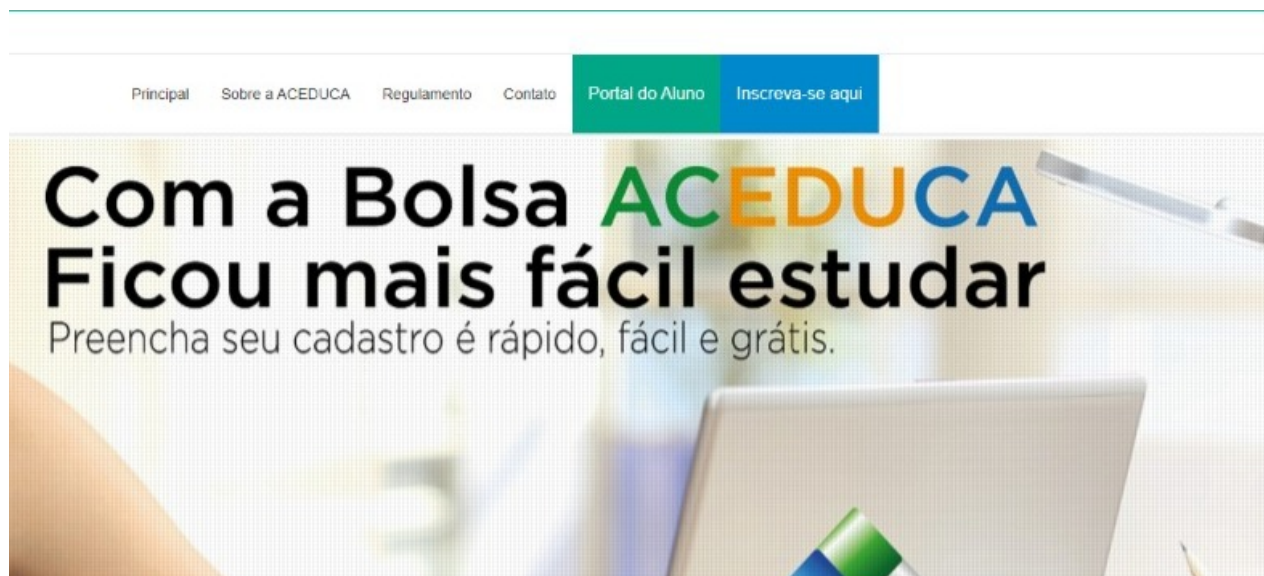 Principal Sobre a ACEDUCA Regulamento Contato Portal do Aluno Inscreva-se aqui
Com a Bolsa ACEDUCA
Ficou mais fácil estudar
Preencha seu cadastro é rápido, fácil e grátis.